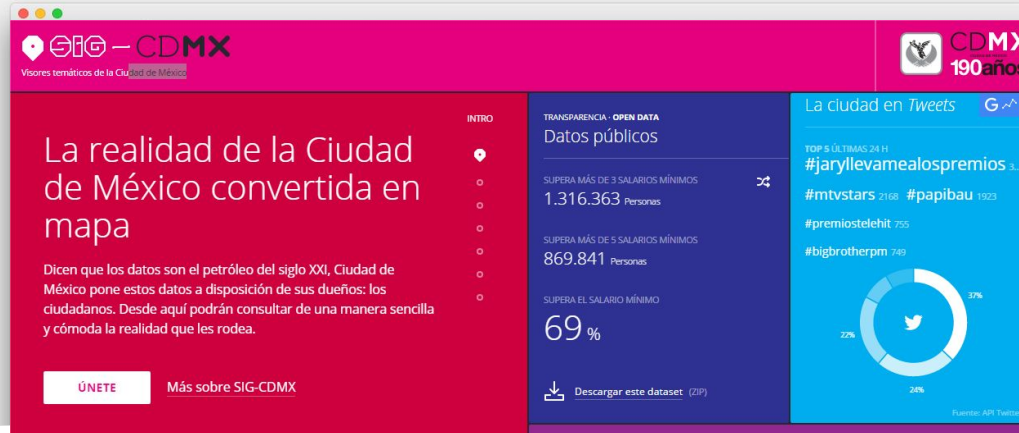 SIG – CDMX
Visores temáticos de la Ciudad de México
CDMX
190años
INTRO
La realidad de la Ciudad
de México convertida en
mapa
Dicen que los datos son el petróleo del siglo XXI, Ciudad de
México pone estos datos a disposición de sus dueños: los
ciudadanos. Desde aquí podrán consultar de una manera sencilla
y cómoda la realidad que les rodea.
ÚNETE
Más sobre SIG-CDMX
TRANSPARENCIA · OPEN DATA
Datos públicos
SUPERA MÁS DE 3 SALARIOS MÍNIMOS
1.316.363 Personas
SUPERA MÁS DE 5 SALARIOS MÍNIMOS
869.841 Personas
SUPERA EL SALARIO MÍNIMO
69 %
Descargar este dataset (ZIP)
La ciudad en Tweets
G
TOP 5 ÚLTIMAS 24 H
#jaryllevamealospremios 3...
#mtvstars 2168 #papibau 1923
#premiostelehit 755
#bigbrotherpm 749
37%
22%
24%
Fuente: API Twitter